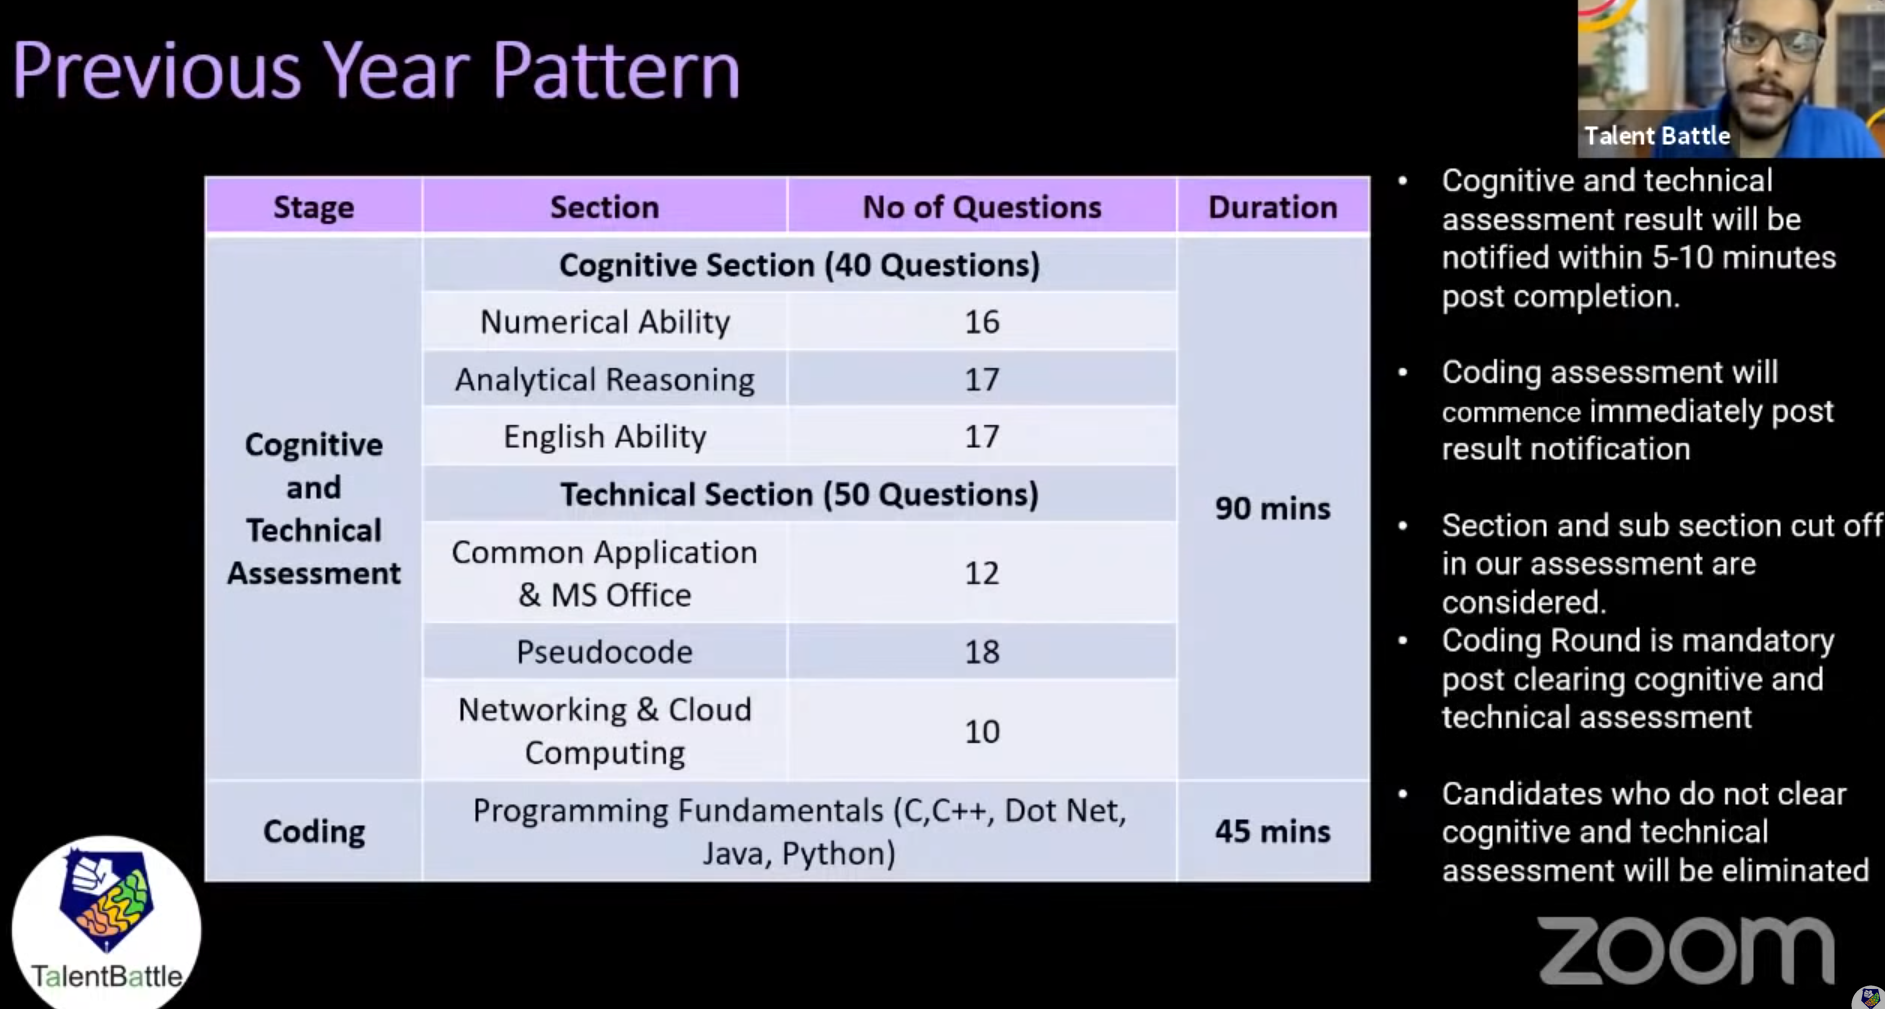 Previous Year Pattern
Talent Battle
Stage Section No of Questions Duration
Cognitive
and
Technical
Assessment
Cognitive Section (40 Questions)
Numerical Ability 16
Analytical Reasoning 17
English Ability 17
Technical Section (50 Questions)
Common Application
& MS Office
12
Pseudocode 18
Networking & Cloud
Computing
10
90 mins
Coding
Programming Fundamentals (C,C++, Dot Net,
Java, Python)
45 mins
• Cognitive and technical
assessment result will be
notified within 5-10 minutes
post completion.
• Coding assessment will
commence immediately post
result notification
• Section and sub section cut off
in our assessment are
considered.
• Coding Round is mandatory
post clearing cognitive and
technical assessment
• Candidates who do not clear
cognitive and technical
assessment will be eliminated
TalentBattle
zoom